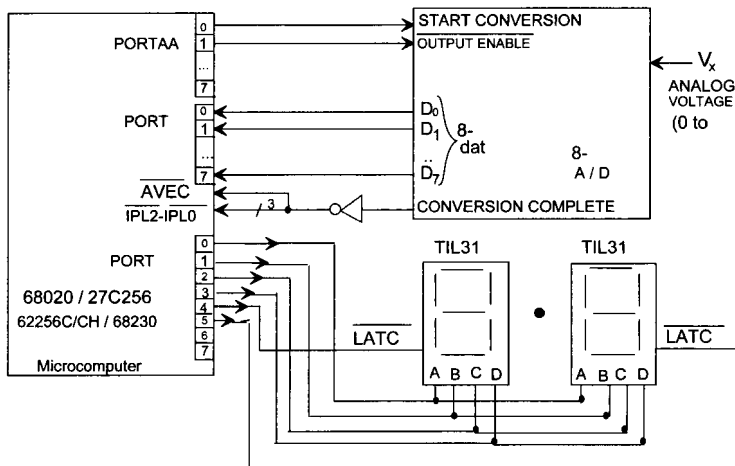 PORTAA
0
1
...
7
START CONVERSION
OUTPUT ENABLE
Vx
ANALOG
VOLTAGE
(0 to
PORT
0
1
...
7
D0
D1
..
D7
8-
dat
8-
A / D
AVEC
IPL2-IPL0
3
CONVERSION COMPLETE
PORT
0
1
2
3
4
5
6
7
68020 / 27C256
62256C/CH / 68230
Microcomputer
TIL31
TIL31
LATC
LATC
A B C D
A B C D